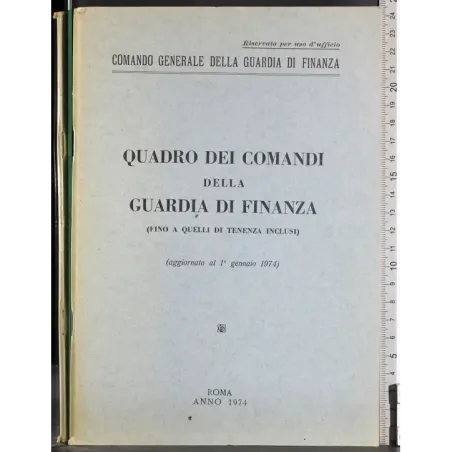 Riservata per uso d'ufficio
COMANDO GENERALE DELLA GUARDIA DI FINANZA
QUADRO DEI COMANDI
DELLA
GUARDIA DI FINANZA
(FINO A QUELLI DI TENENZA INCLUSI)
(aggiornato al 1° gennaio 1974)
ROMA
ANNO 1974